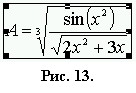 A = ∛(sin(x²) / √(2x² + 3x))
Рис. 13.